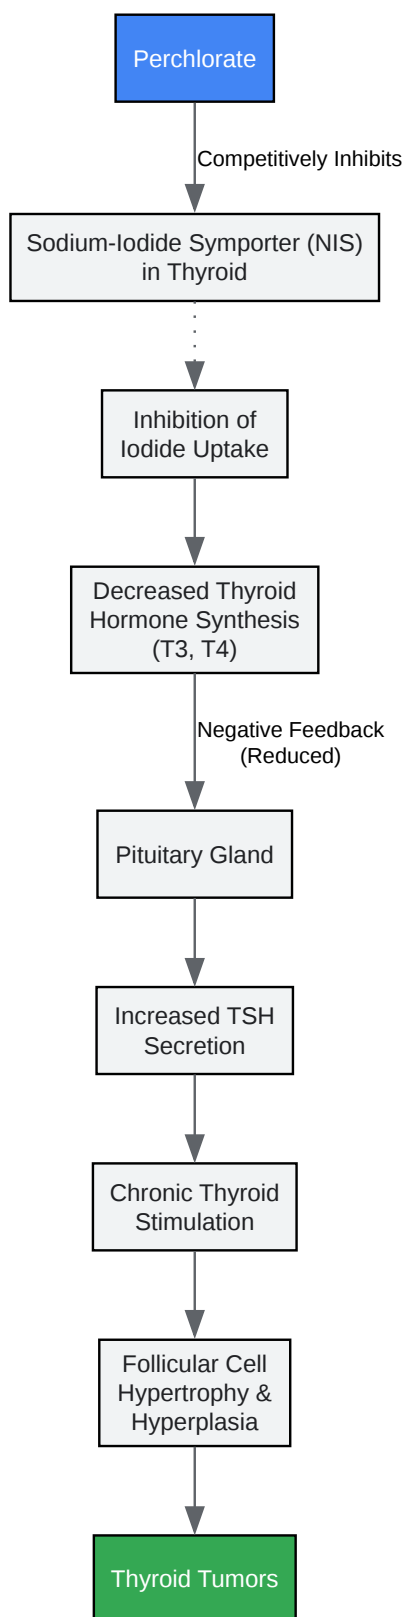 Perchlorate
Competitively Inhibits
Sodium-Iodide Symporter (NIS)
in Thyroid
Inhibition of
Iodide Uptake
Decreased Thyroid
Hormone Synthesis
(T3, T4)
Negative Feedback
(Reduced)
Pituitary Gland
Increased TSH
Secretion
Chronic Thyroid
Stimulation
Follicular Cell
Hypertrophy &
Hyperplasia
Thyroid Tumors